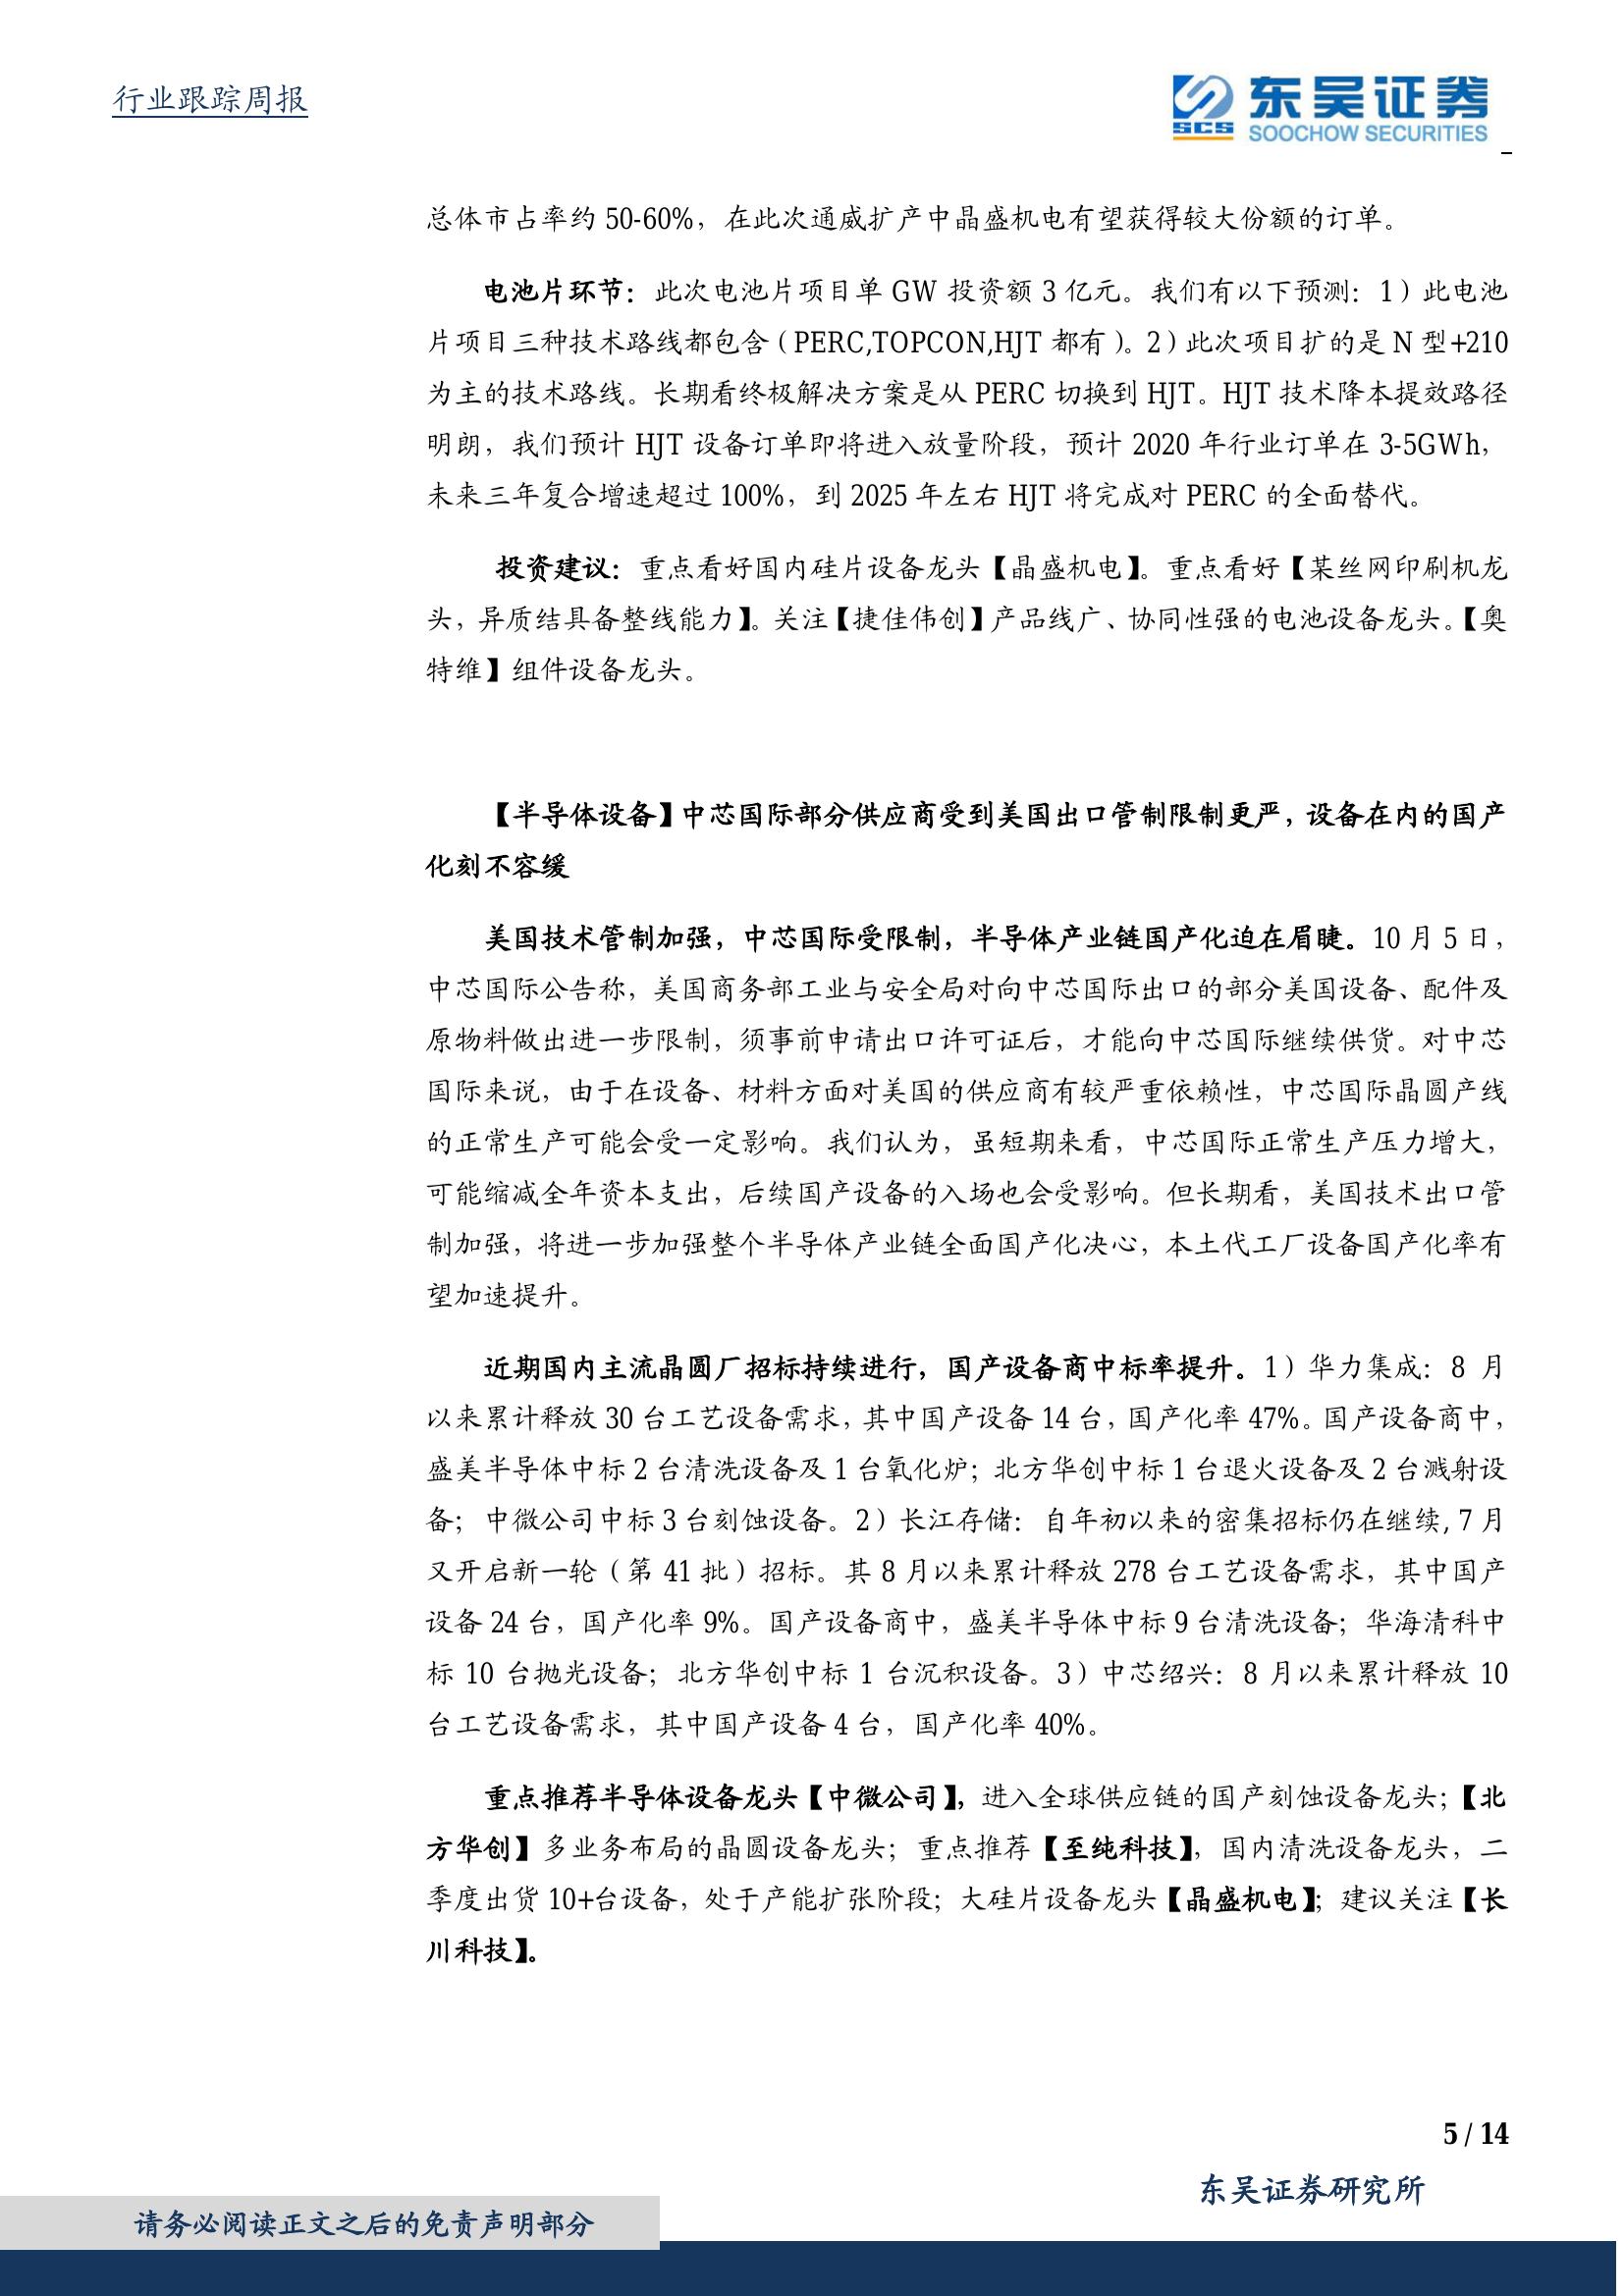 行业跟踪周报
东吴证券
SCS
SOOCHOW SECURITIES
总体市占率约 50-60%，在此次通威扩产中晶盛机电有望获得较大份额的订单。
电池片环节：此次电池片项目单 GW 投资额 3 亿元。我们有以下预测：1）此电池
片项目三种技术路线都包含（PERC,TOPCON,HJT 都有）。2）此次项目扩的是 N 型+210
为主的技术路线。长期看终极解决方案是从 PERC 切换到 HJT。HJT 技术降本提效路径
明朗，我们预计 HJT 设备订单即将进入放量阶段，预计 2020 年行业订单在 3-5GWh，
未来三年复合增速超过 100%，到 2025 年左右 HJT 将完成对 PERC 的全面替代。
投资建议：重点看好国内硅片设备龙头【晶盛机电】。重点看好【某丝网印刷机龙
头，异质结具备整线能力】。关注【捷佳伟创】产品线广、协同性强的电池设备龙头。【奥
特维】组件设备龙头。
【半导体设备】中芯国际部分供应商受到美国出口管制限制更严，设备在内的国产
化刻不容缓
美国技术管制加强，中芯国际受限制，半导体产业链国产化迫在眉睫。10 月 5 日，
中芯国际公告称，美国商务部工业与安全局对向中芯国际出口的部分美国设备、配件及
原物料做出进一步限制，须事前申请出口许可证后，才能向中芯国际继续供货。对中芯
国际来说，由于在设备、材料方面对美国的供应商有较严重依赖性，中芯国际晶圆产线
的正常生产可能会受一定影响。我们认为，虽短期来看，中芯国际正常生产压力增大，
可能缩减全年资本支出，后续国产设备的入场也会受影响。但长期看，美国技术出口管
制加强，将进一步加强整个半导体产业链全面国产化决心，本土代工厂设备国产化率有
望加速提升。
近期国内主流晶圆厂招标持续进行，国产设备商中标率提升。1）华力集成：8 月
以来累计释放 30 台工艺设备需求，其中国产设备 14 台，国产化率 47%。国产设备商中，
盛美半导体中标 2 台清洗设备及 1 台氧化炉；北方华创中标 1 台退火设备及 2 台溅射设
备；中微公司中标 3 台刻蚀设备。2）长江存储：自年初以来的密集招标仍在继续, 7 月
又开启新一轮（第 41 批）招标。其 8 月以来累计释放 278 台工艺设备需求，其中国产
设备 24 台，国产化率 9%。国产设备商中，盛美半导体中标 9 台清洗设备；华海清科中
标 10 台抛光设备；北方华创中标 1 台沉积设备。3）中芯绍兴：8 月以来累计释放 10
台工艺设备需求，其中国产设备 4 台，国产化率 40%。
重点推荐半导体设备龙头【中微公司】，进入全球供应链的国产刻蚀设备龙头；【北
方华创】多业务布局的晶圆设备龙头；重点推荐【至纯科技】，国内清洗设备龙头，二
季度出货 10+台设备，处于产能扩张阶段；大硅片设备龙头【晶盛机电】；建议关注【长
川科技】。
5 / 14
东吴证券研究所
请务必阅读正文之后的免责声明部分